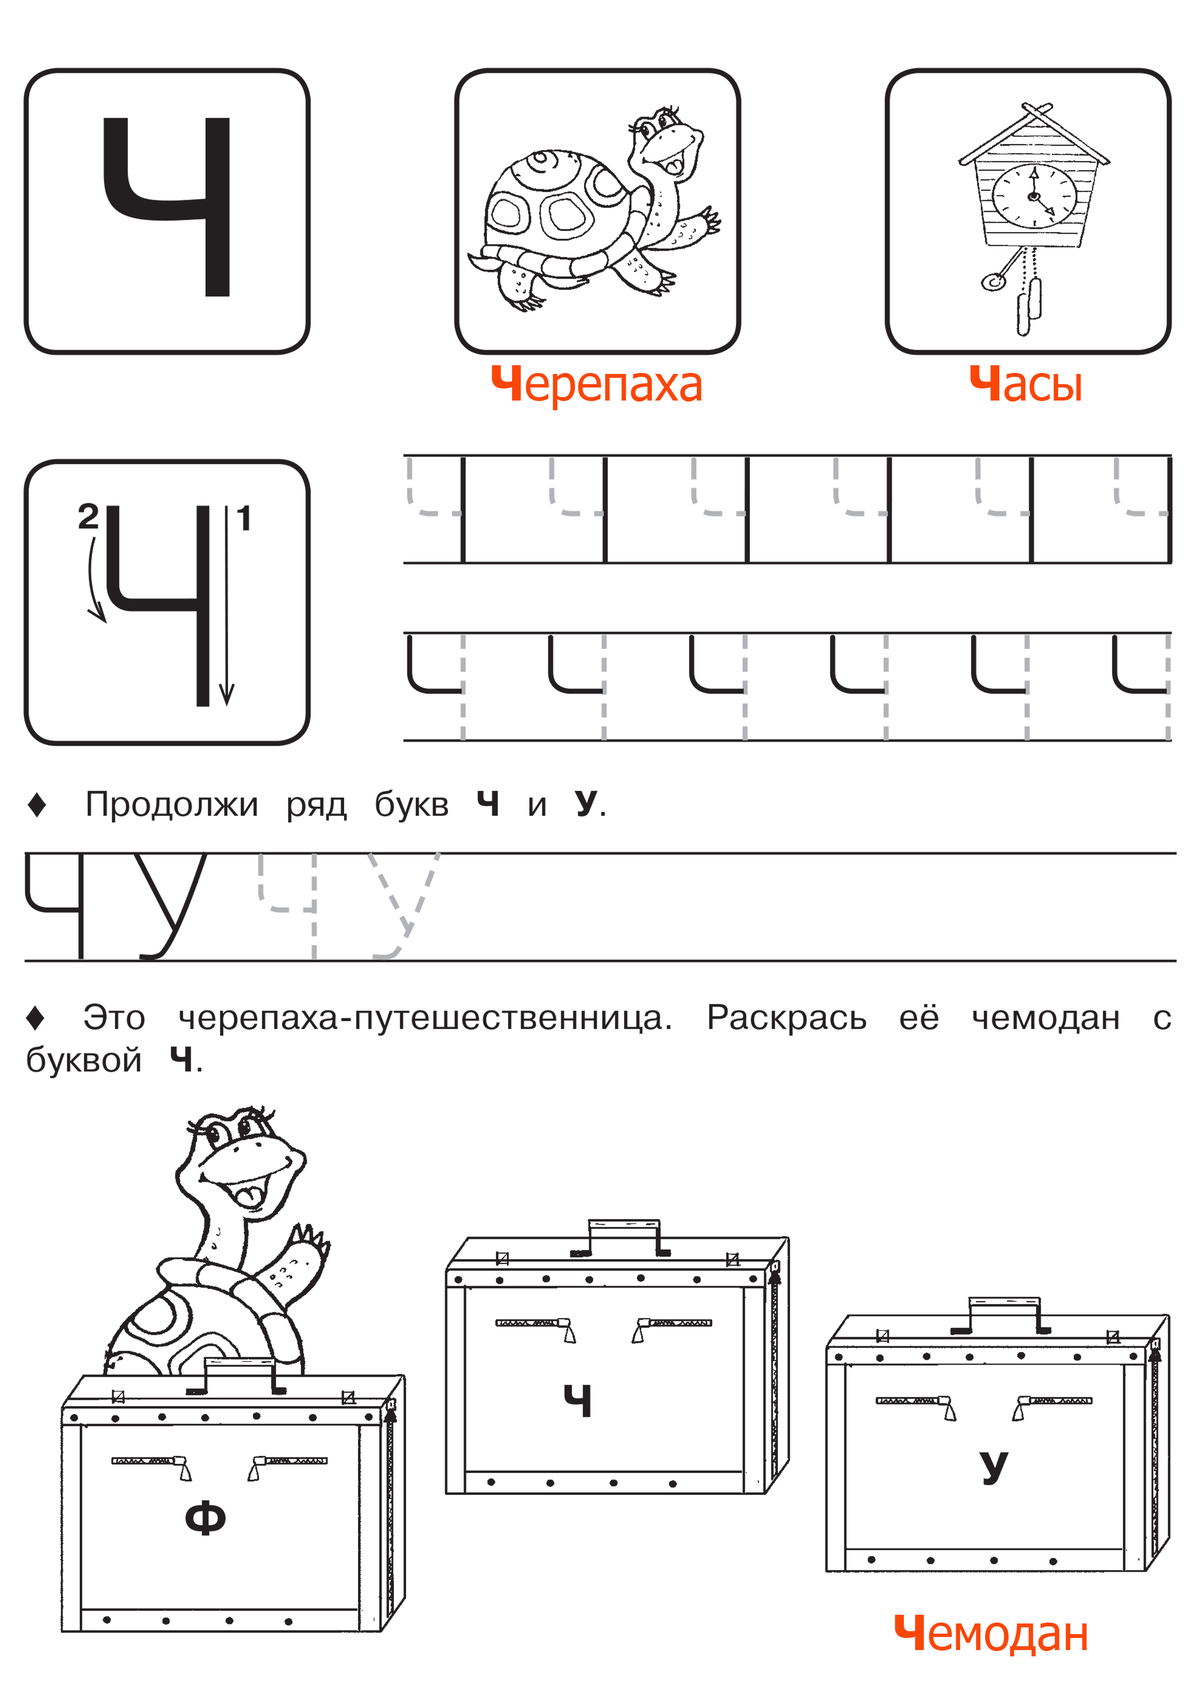 Ч
Черепаха Часы
2 1
Ч
Ч Ч Ч Ч Ч Ч
Ч Ч Ч Ч Ч Ч
♦ Продолжи ряд букв Ч и У.
Ч У Ч У
♦ Это черепаха-путешественница. Раскрась её чемодан с
буквой Ч.
Ч
У
Ф
Чемодан